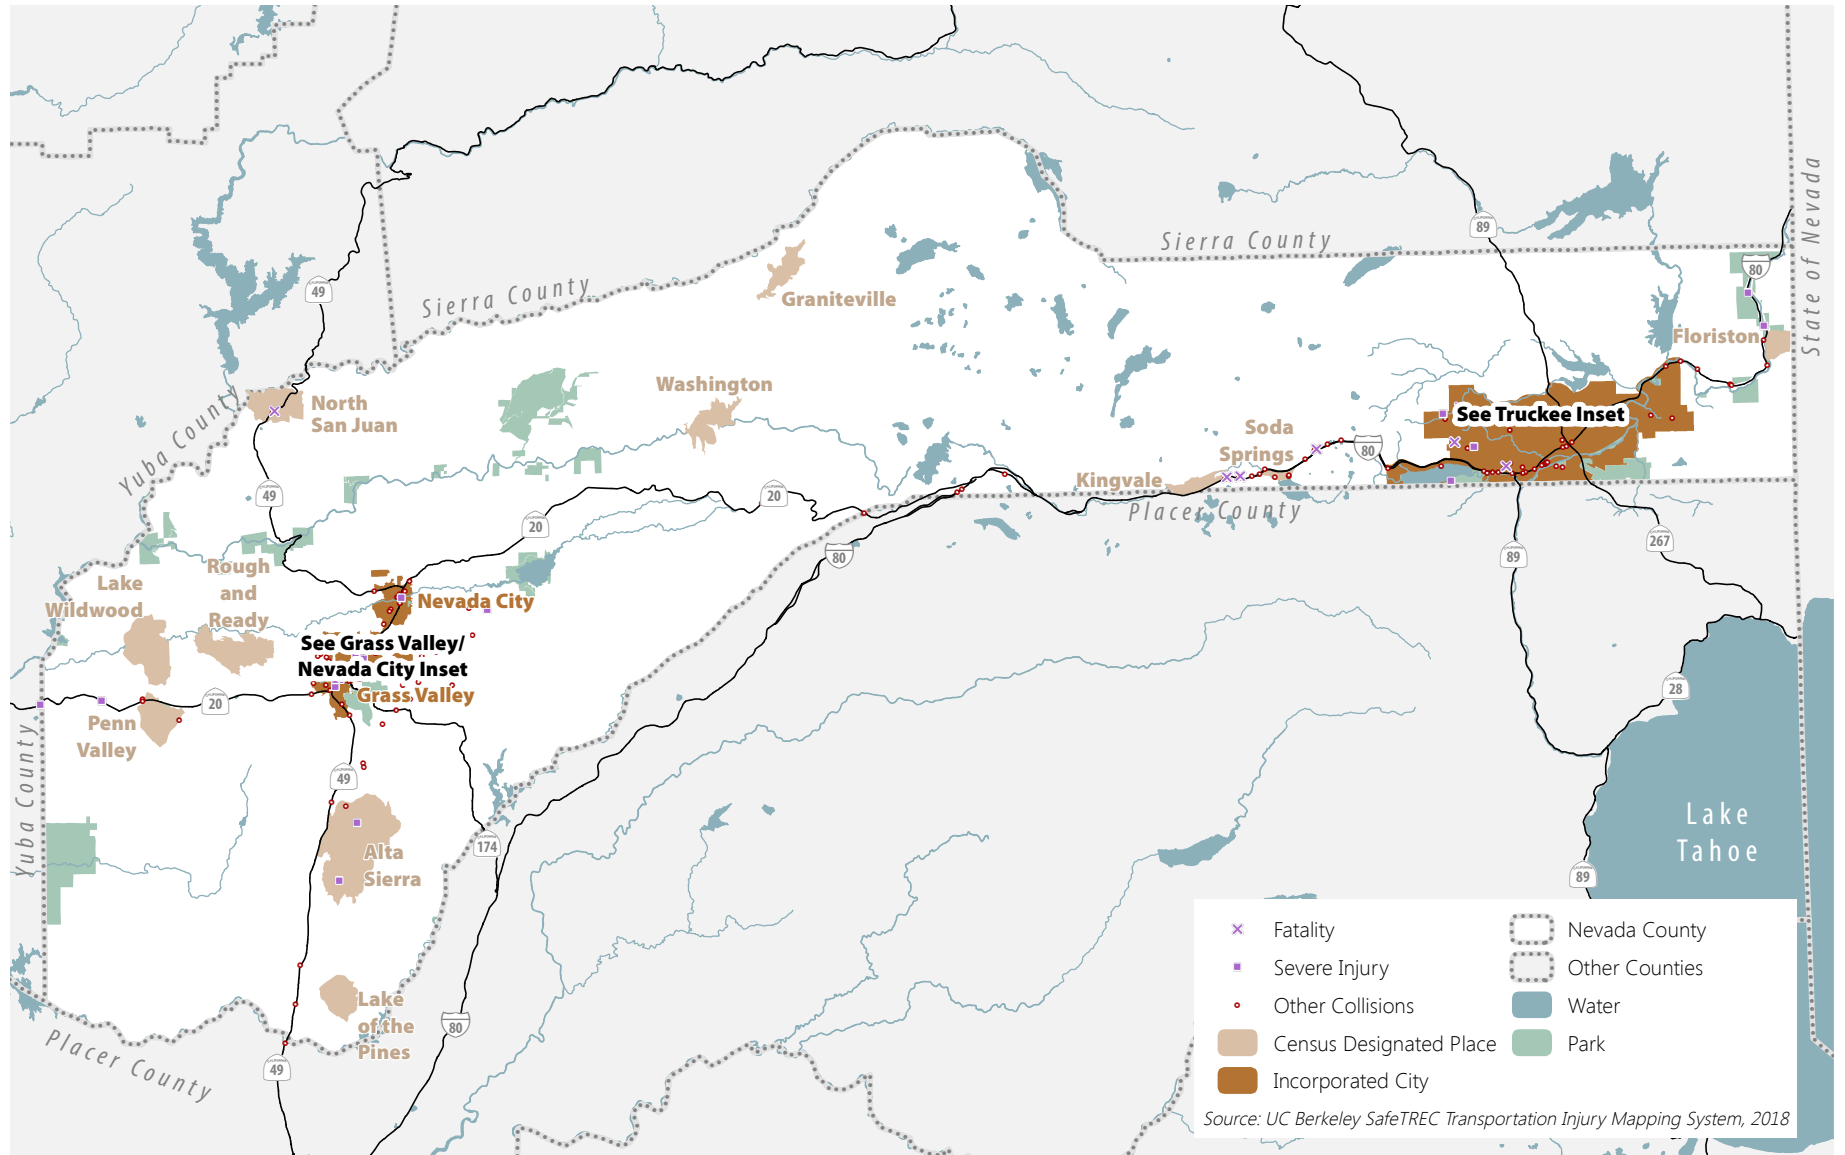 Sierra County
State of Nevada
89
80
49
Sierra County
Graniteville
Floriston
Washington
North
San Juan
Yuba County
See Truckee Inset
Soda
Springs
80
Kingvale
49
20
20
Placer County
80
89
267
Rough
and
Ready
Lake
Wildwood
Nevada City
See Grass Valley/
Nevada City Inset
Grass Valley
20
Penn
Valley
28
Yuba County
49
Lake
Tahoe
174
Alta
Sierra
89
Lake
of the
Pines
80
Placer County
49
Fatality
Severe Injury
Other Collisions
Census Designated Place
Incorporated City
Nevada County
Other Counties
Water
Park
Source: UC Berkeley SafeTREC Transportation Injury Mapping System, 2018